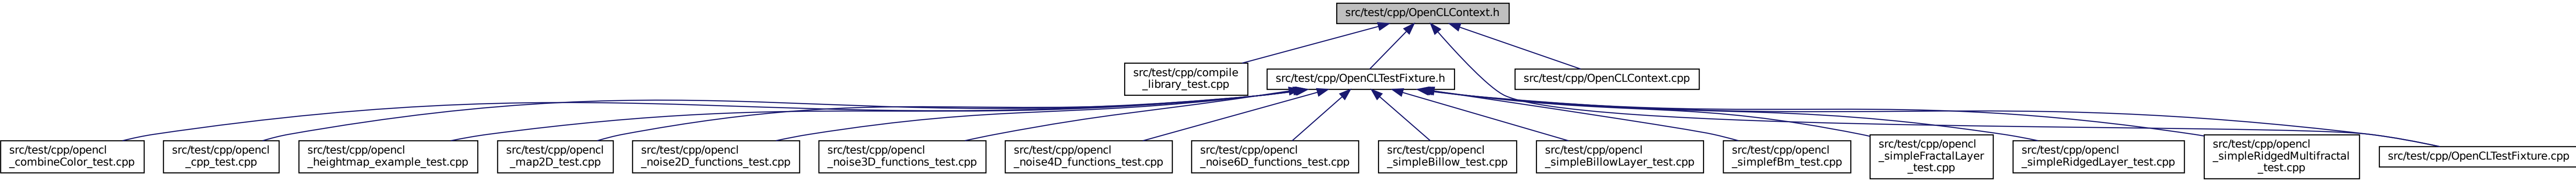 src/test/cpp/OpenCLContext.h
src/test/cpp/compile
_library_test.cpp
src/test/cpp/OpenCLTestFixture.h
src/test/cpp/OpenCLContext.cpp
src/test/cpp/opencl
_combineColor_test.cpp
src/test/cpp/opencl
_cpp_test.cpp
src/test/cpp/opencl
_heightmap_example_test.cpp
src/test/cpp/opencl
_map2D_test.cpp
src/test/cpp/opencl
_noise2D_functions_test.cpp
src/test/cpp/opencl
_noise3D_functions_test.cpp
src/test/cpp/opencl
_noise4D_functions_test.cpp
src/test/cpp/opencl
_noise6D_functions_test.cpp
src/test/cpp/opencl
_simpleBillow_test.cpp
src/test/cpp/opencl
_simpleBillowLayer_test.cpp
src/test/cpp/opencl
_simplefBm_test.cpp
src/test/cpp/opencl
_simpleFractalLayer
_test.cpp
src/test/cpp/opencl
_simpleRidgedLayer_test.cpp
src/test/cpp/opencl
_simpleRidgedMultifractal
_test.cpp
src/test/cpp/OpenCLTestFixture.cpp